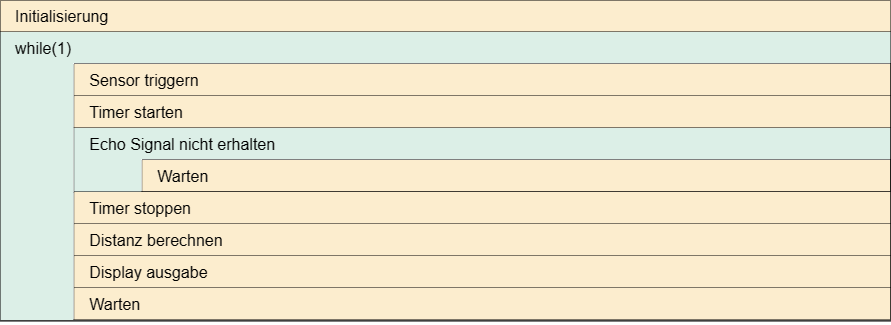 Initialisierung
while(1)
Sensor triggern
Timer starten
Echo Signal nicht erhalten
Warten
Timer stoppen
Distanz berechnen
Display ausgabe
Warten